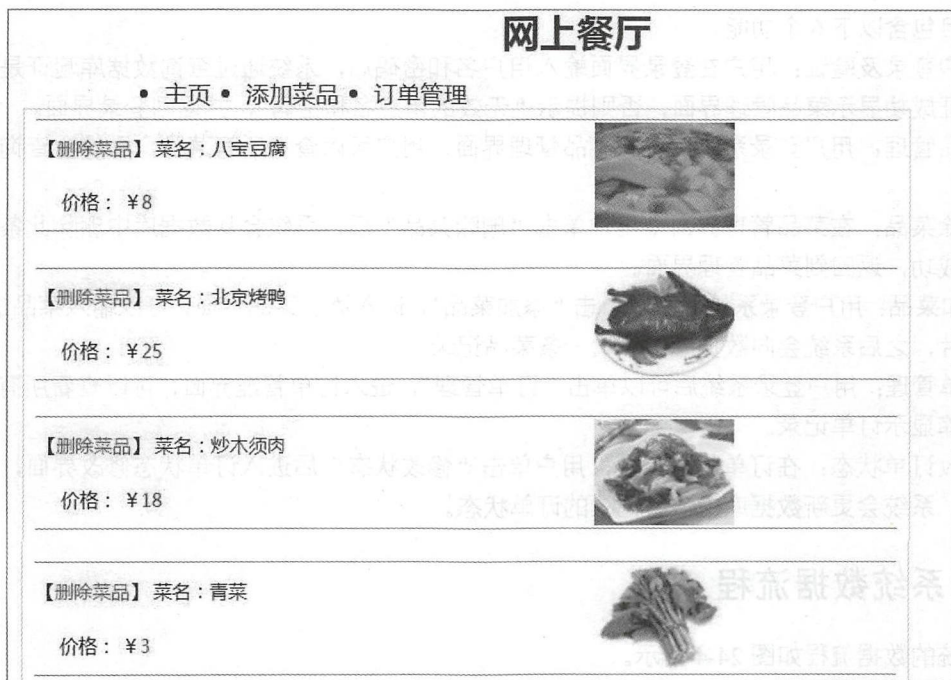 网上餐厅
• 主页 • 添加菜品 • 订单管理
【删除菜品】 菜名：八宝豆腐
价格：￥8
【删除菜品】 菜名：北京烤鸭
价格：￥25
【删除菜品】 菜名：炒木须肉
价格：￥18
【删除菜品】 菜名：青菜
价格：￥3